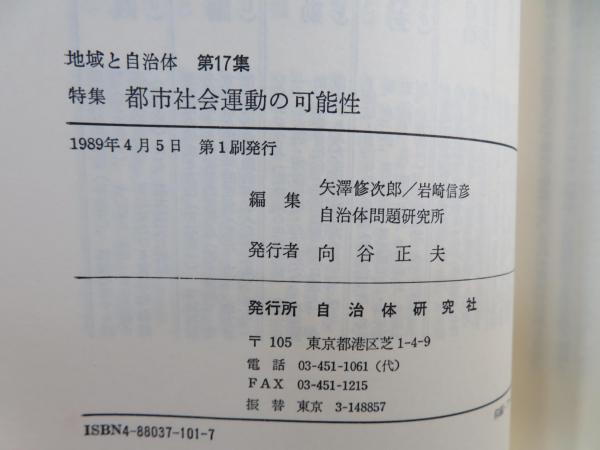 地域と自治体　第17集
特集　都市社会運動の可能性
1989年4月5日　第1刷発行
編集　矢澤修次郎／岩崎信彦
自治体問題研究所
発行者　向谷正夫
発行所　自治体研究社
〒105　東京都港区芝1-4-9
電話　03-451-1061（代）
FAX　03-451-1215
振替　東京　3-148857
ISBN4-88037-101-7